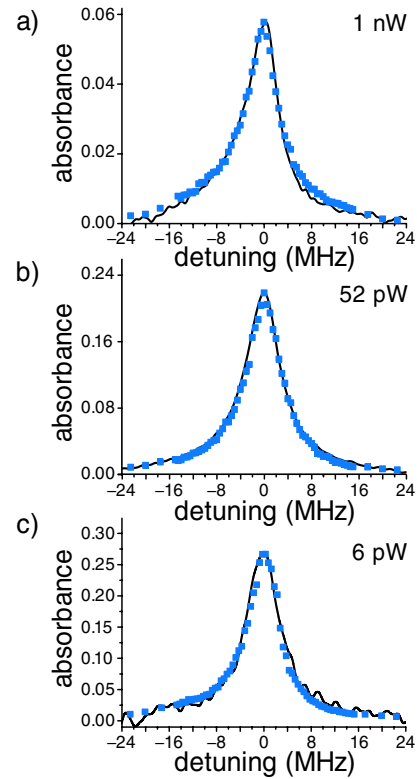 a)
1 nW
absorbance
0.06
0.04
0.02
0.00
−24 −16 −8 0 8 16 24
detuning (MHz)
b)
52 pW
absorbance
0.24
0.16
0.08
0.00
−24 −16 −8 0 8 16 24
detuning (MHz)
c)
6 pW
absorbance
0.30
0.25
0.20
0.15
0.10
0.05
0.00
−24 −16 −8 0 8 16 24
detuning (MHz)